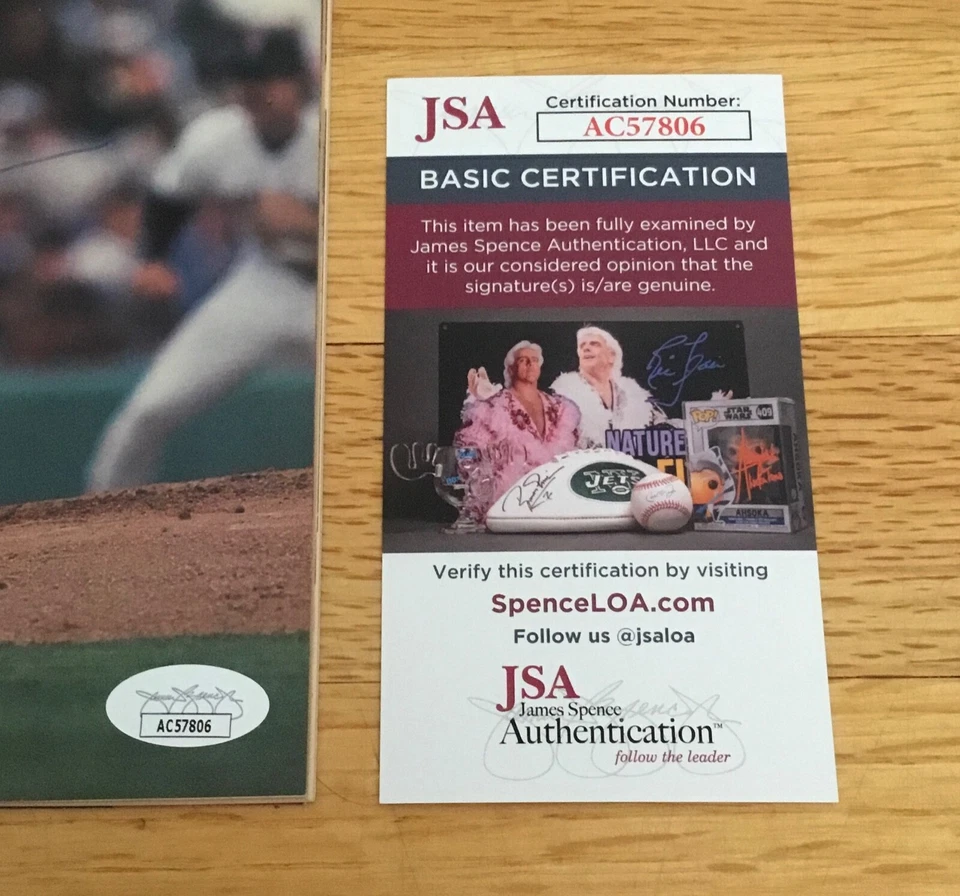 JSA
Certification Number:
AC57806
BASIC CERTIFICATION
This item has been fully examined by
James Spence Authentication, LLC and
it is our considered opinion that the
signature(s) is/are genuine.
NATURE
JETS
POP!
STAR WARS
409
AHSOKA
Verify this certification by visiting
SpenceLOA.com
Follow us @jsaloa
JSA
James Spence
Authentication™
follow the leader
AC57806